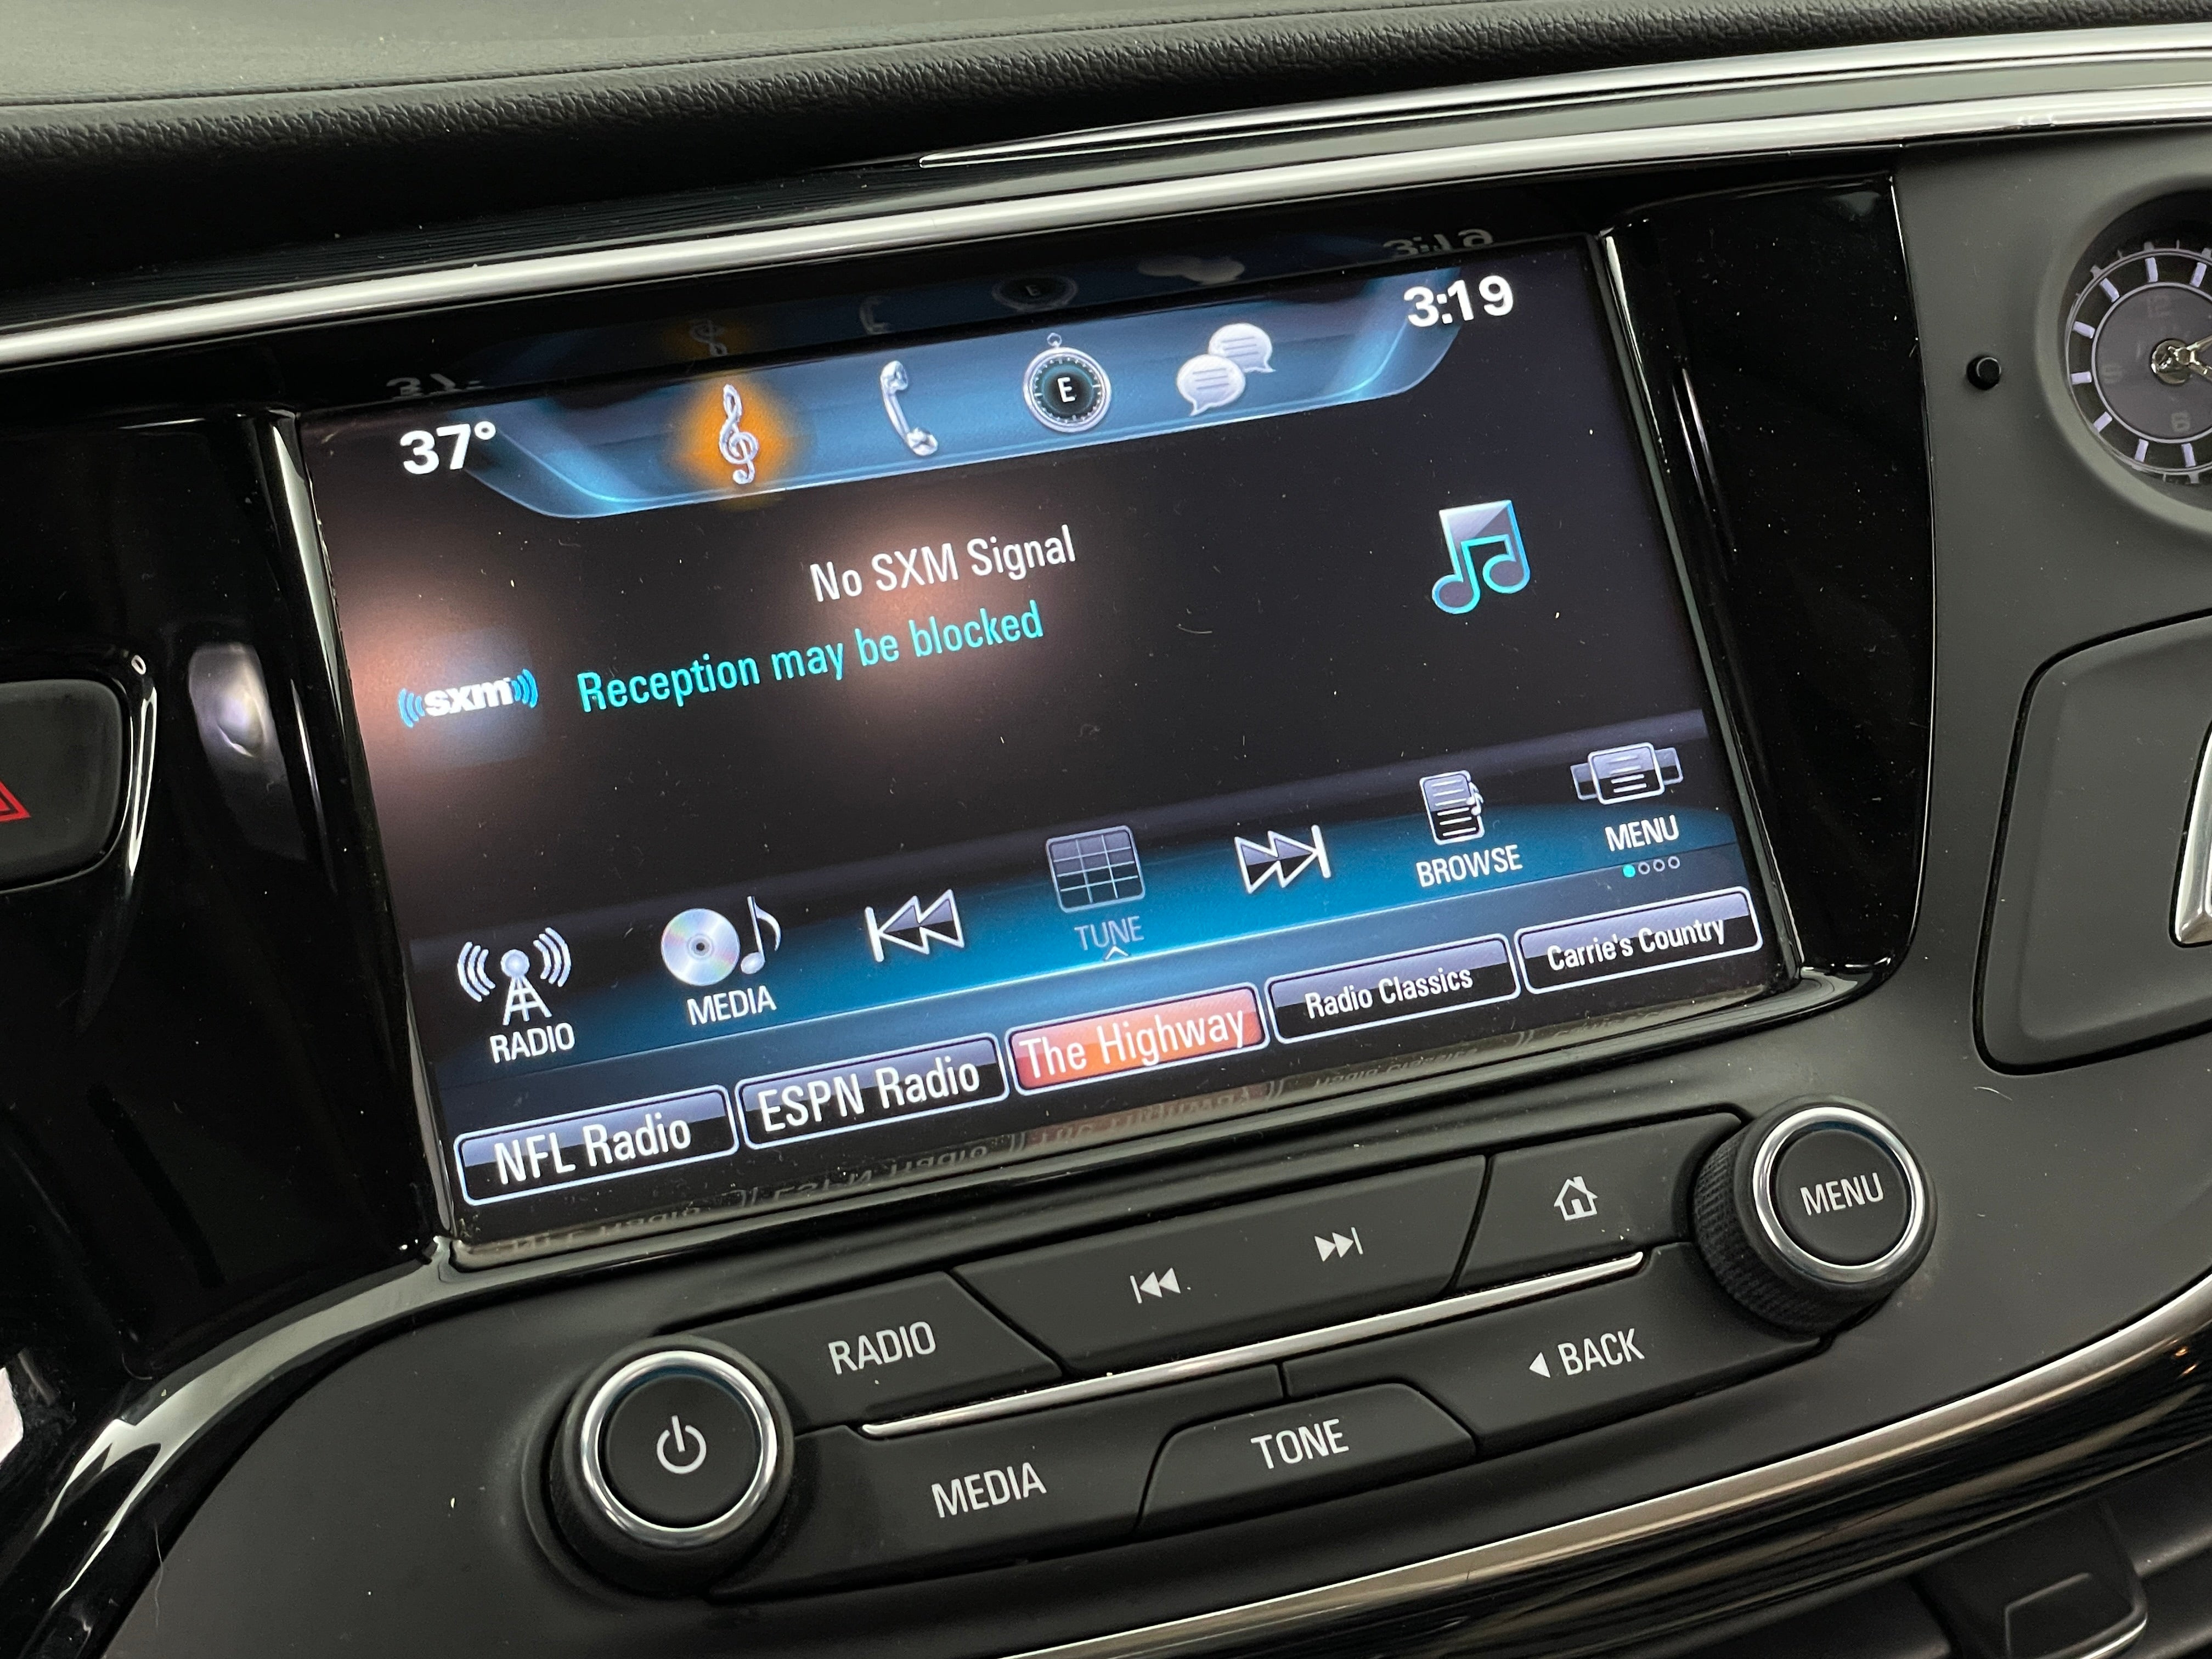 3:19
37°
E
No SXM Signal
Reception may be blocked
sxm
BROWSE
MENU
TUNE
MEDIA
RADIO
NFL Radio
ESPN Radio
The Highway
Radio Classics
Carrie's Country
MENU
RADIO
BACK
TONE
MEDIA